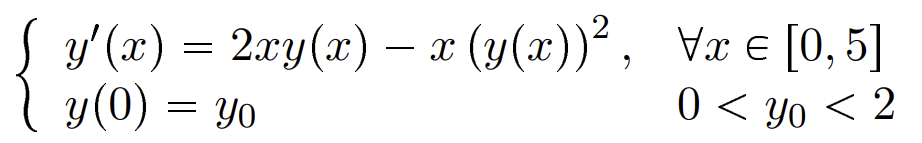 y′(x) = 2xy(x) − x (y(x))², ∀x ∈ [0, 5]
y(0) = y₀ 0 < y₀ < 2